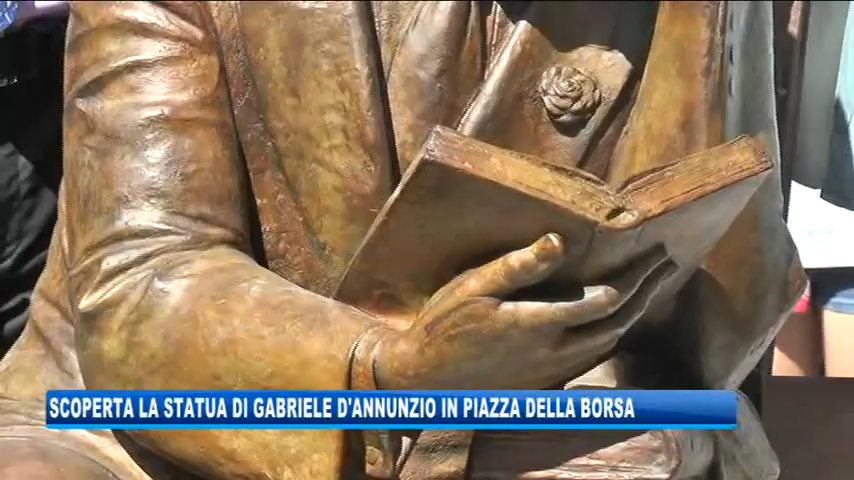 SCOPERTA LA STATUA DI GABRIELE D'ANNUNZIO IN PIAZZA DELLA BORSA